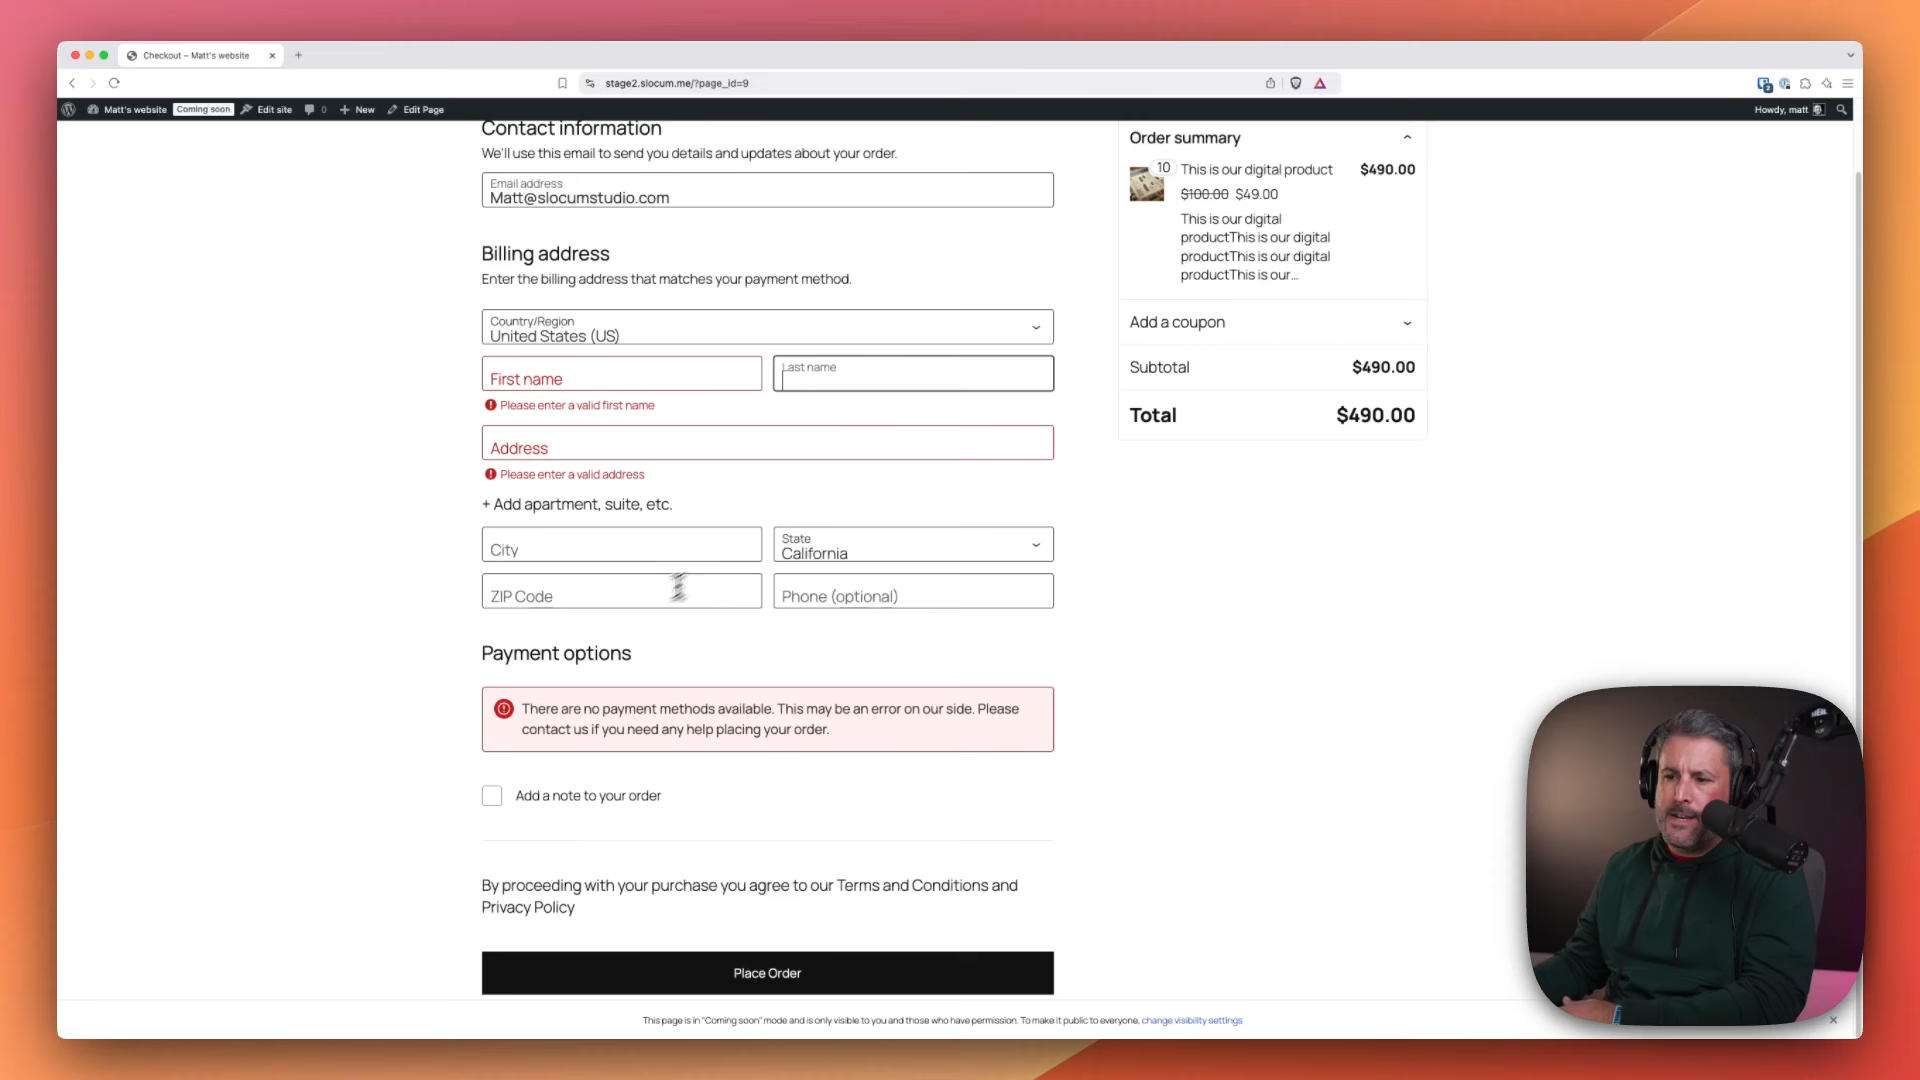 Checkout – Matt's website
stage2.slocum.me/?page_id=9
Matt's website
Coming soon
Edit site
0
New
Edit Page
Howdy, matt
Contact information
We'll use this email to send you details and updates about your order.
Email address
Matt@slocumstudio.com
Billing address
Enter the billing address that matches your payment method.
Country/Region
United States (US)
First name
Last name
Please enter a valid first name
Address
Please enter a valid address
+ Add apartment, suite, etc.
City
State
California
ZIP Code
Phone (optional)
Payment options
There are no payment methods available. This may be an error on our side. Please
contact us if you need any help placing your order.
Add a note to your order
By proceeding with your purchase you agree to our Terms and Conditions and
Privacy Policy
Place Order
Order summary
10
This is our digital product
$490.00
$100.00 $49.00
This is our digital
productThis is our digital
productThis is our digital
productThis is our…
Add a coupon
Subtotal
$490.00
Total
$490.00
This page is in "Coming soon" mode and is only visible to you and those who have permission. To make it public to everyone, change visibility settings